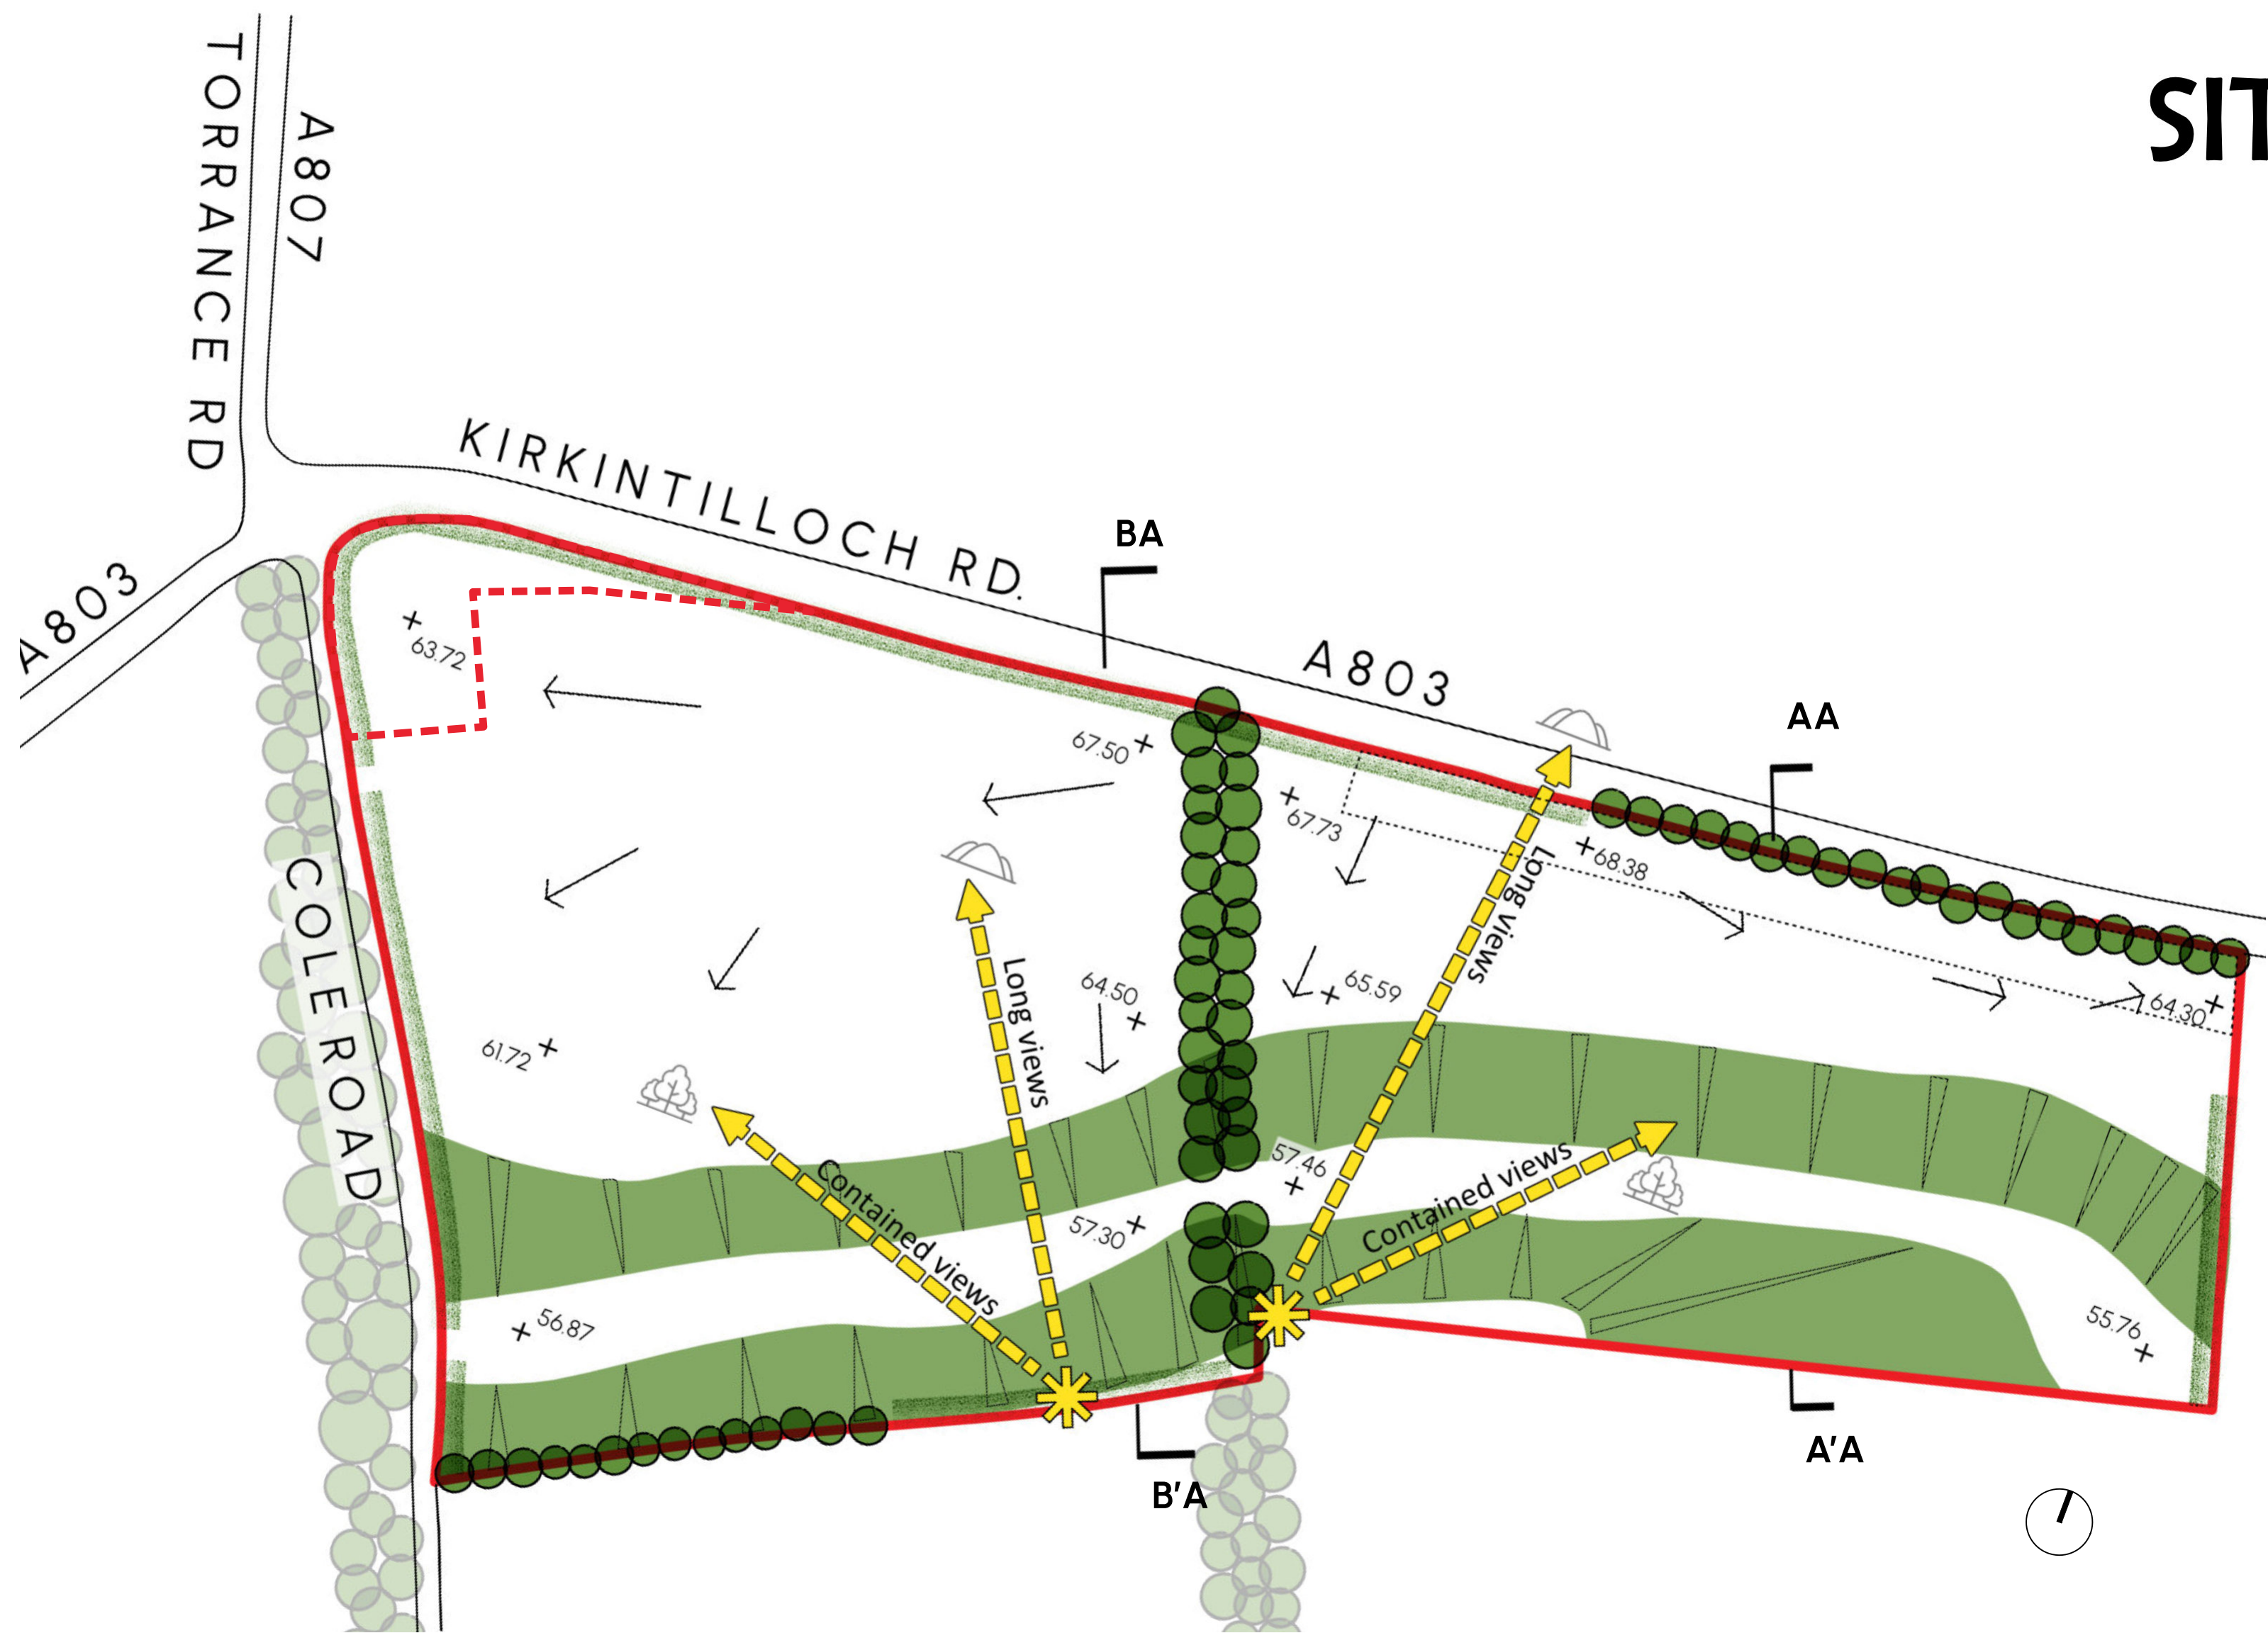 SIT
TORRANCE RD
A807
KIRKINTILLOCH RD.
A803
BA
A803
AA
63.72
67.50
67.73
68.38
Long views
65.59
64.50
64.30
Long views
COLE ROAD
61.72
57.46
Contained views
Contained views
57.30
56.87
55.76
A'A
B'A